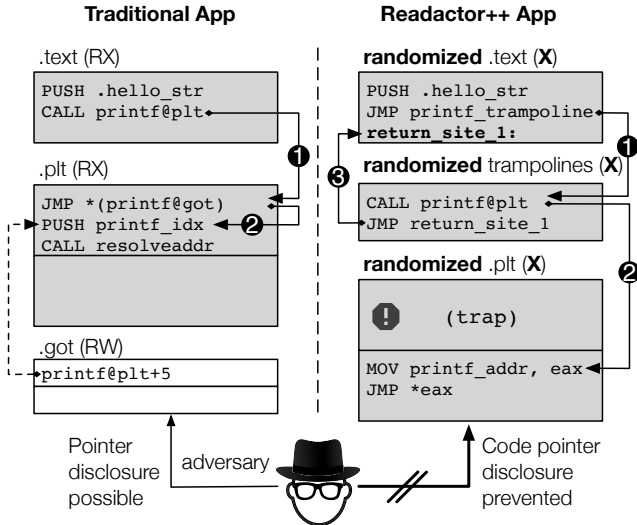 Traditional App
.text (RX)
PUSH .hello_str
CALL printf@plt
1
.plt (RX)
JMP *(printf@got)
PUSH printf_idx
2
CALL resolveaddr
.got (RW)
printf@plt+5
Pointer
disclosure
possible
adversary
Readactor++ App
randomized .text (X)
PUSH .hello_str
JMP printf_trampoline
return_site_1:
1
3
randomized trampolines (X)
CALL printf@plt
JMP return_site_1
2
randomized .plt (X)
! (trap)
MOV printf_addr, eax
JMP *eax
Code pointer
disclosure
prevented